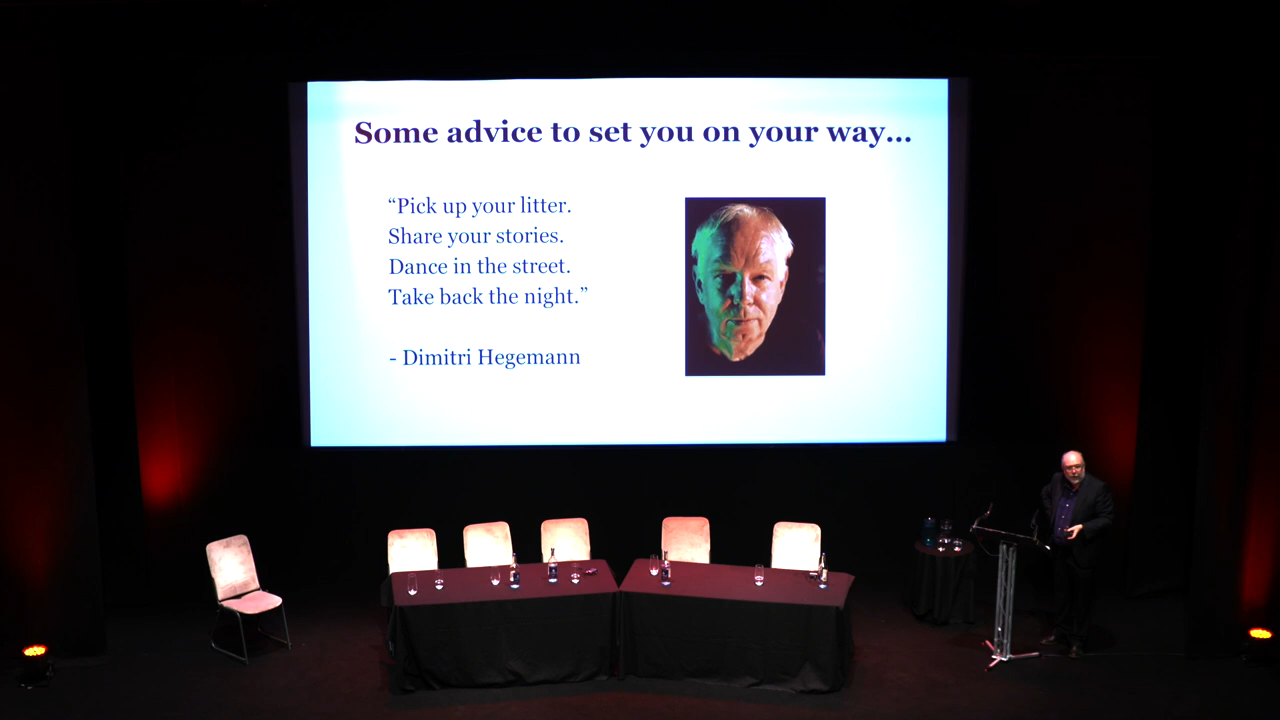 Some advice to set you on your way...
“Pick up your litter.
Share your stories.
Dance in the street.
Take back the night.”
- Dimitri Hegemann